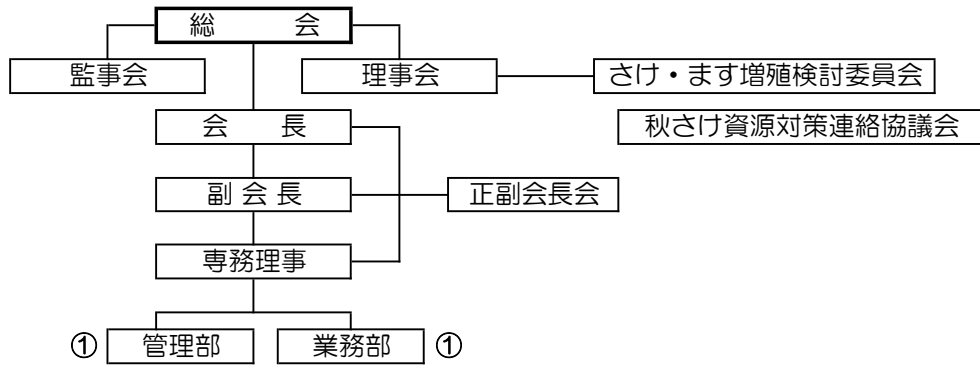 総　　会
監事会
理事会
さけ・ます増殖検討委員会
会　　長
秋さけ資源対策連絡協議会
副 会 長
正副会長会
専務理事
① 管理部
業務部 ①